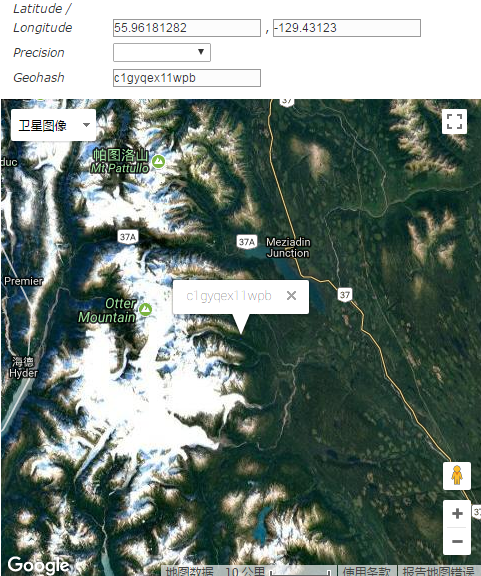 Latitude /
Longitude 55.96181282 , -129.43123
Precision
Geohash c1gyqex11wpb
卫星图像
37
帕图洛山
Mt Pattullo
duc
37A
37A
Meziadin
Junction
Premier
c1gyqex11wpb
37
Otter
Mountain
海德
Hyder
37
Google
地图数据 10 公里 使用条款 报告地图错误